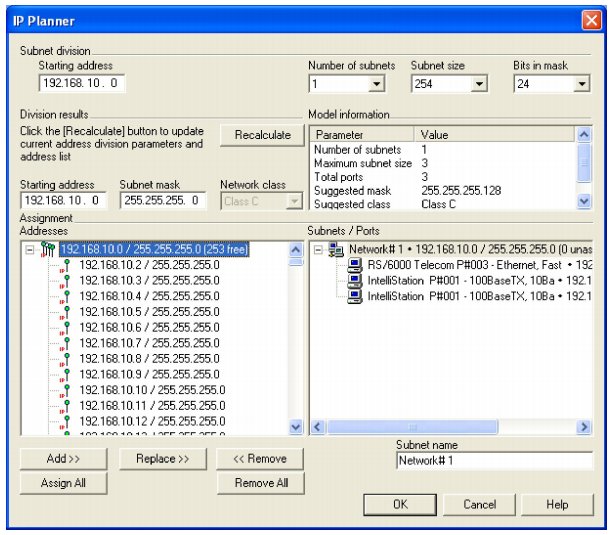 IP Planner
Subnet division
Starting address
192.168. 10 . 0
Number of subnets
1
Subnet size
254
Bits in mask
24
Division results
Click the [Recalculate] button to update
current address division parameters and
address list
Recalculate
Starting address
192.168. 10 . 0
Subnet mask
255.255.255. 0
Network class
Class C
Model information
Parameter Value
Number of subnets 1
Maximum subnet size 3
Total ports 3
Suggested mask 255.255.255.128
Suggested class Class C
Assignment
Addresses
192.168.10.0 / 255.255.255.0 (253 free)
192.168.10.2 / 255.255.255.0
192.168.10.3 / 255.255.255.0
192.168.10.4 / 255.255.255.0
192.168.10.5 / 255.255.255.0
192.168.10.6 / 255.255.255.0
192.168.10.7 / 255.255.255.0
192.168.10.8 / 255.255.255.0
192.168.10.9 / 255.255.255.0
192.168.10.10 / 255.255.255.0
192.168.10.11 / 255.255.255.0
192.168.10.12 / 255.255.255.0
Subnets / Ports
Network# 1 • 192.168.10.0 / 255.255.255.0 (0 unas
RS/6000 Telecom P#003 - Ethernet, Fast • 192
IntelliStation P#001 - 100BaseTX, 10Ba • 192.1
IntelliStation P#001 - 100BaseTX, 10Ba • 192.1
Add >>
Replace >>
<< Remove
Assign All
Remove All
Subnet name
Network# 1
OK
Cancel
Help